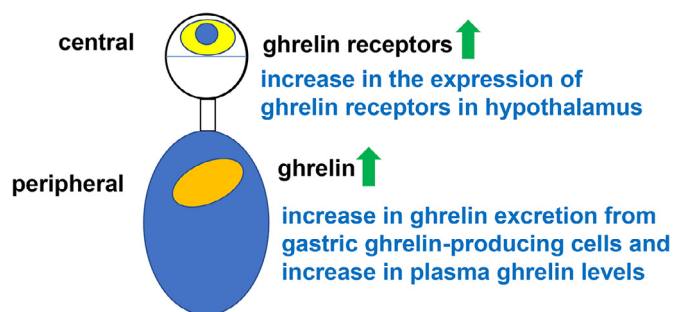 central
ghrelin receptors
increase in the expression of
ghrelin receptors in hypothalamus
peripheral
ghrelin
increase in ghrelin excretion from
gastric ghrelin-producing cells and
increase in plasma ghrelin levels